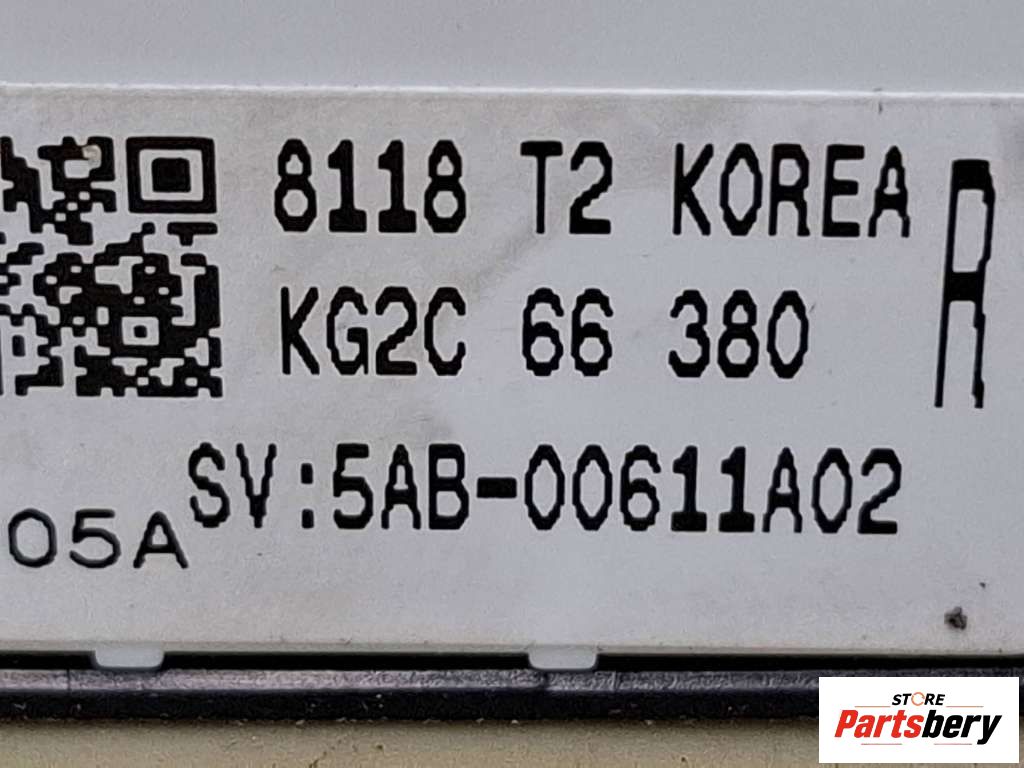 8118 T2 KOREA
A
KG2C 66 380
SV:5AB-00611A02
05A
STORE
Partsbery